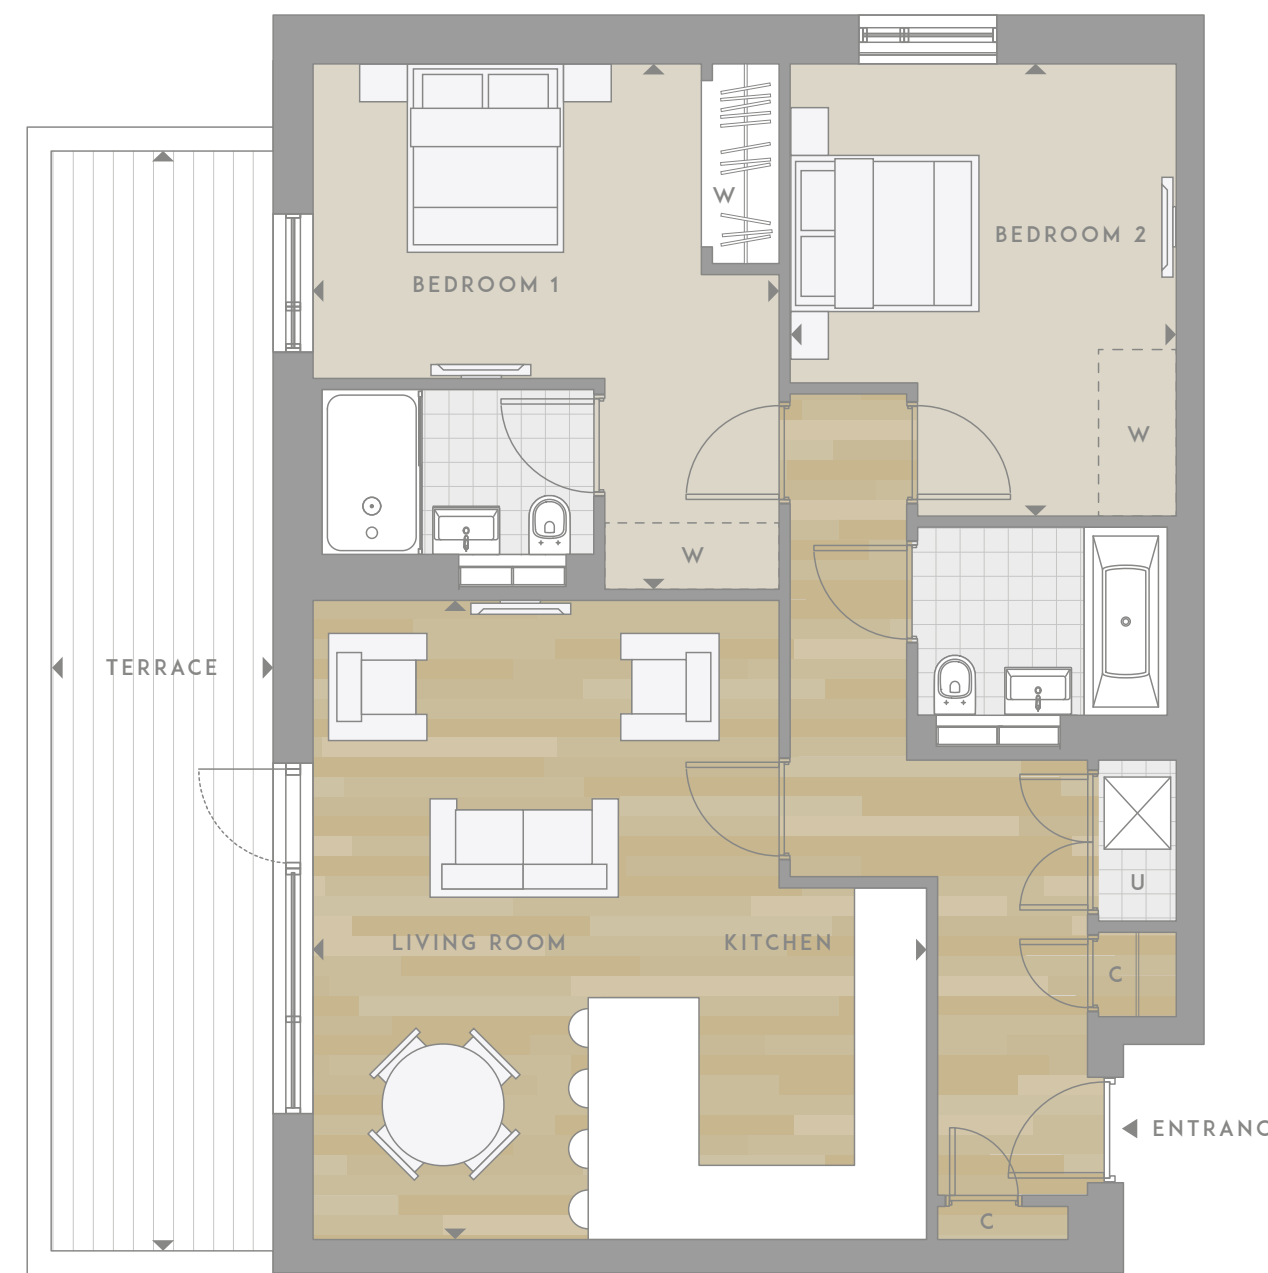 W
BEDROOM 2
BEDROOM 1
W
W
TERRACE
U
LIVING ROOM
KITCHEN
C
ENTRANC
C